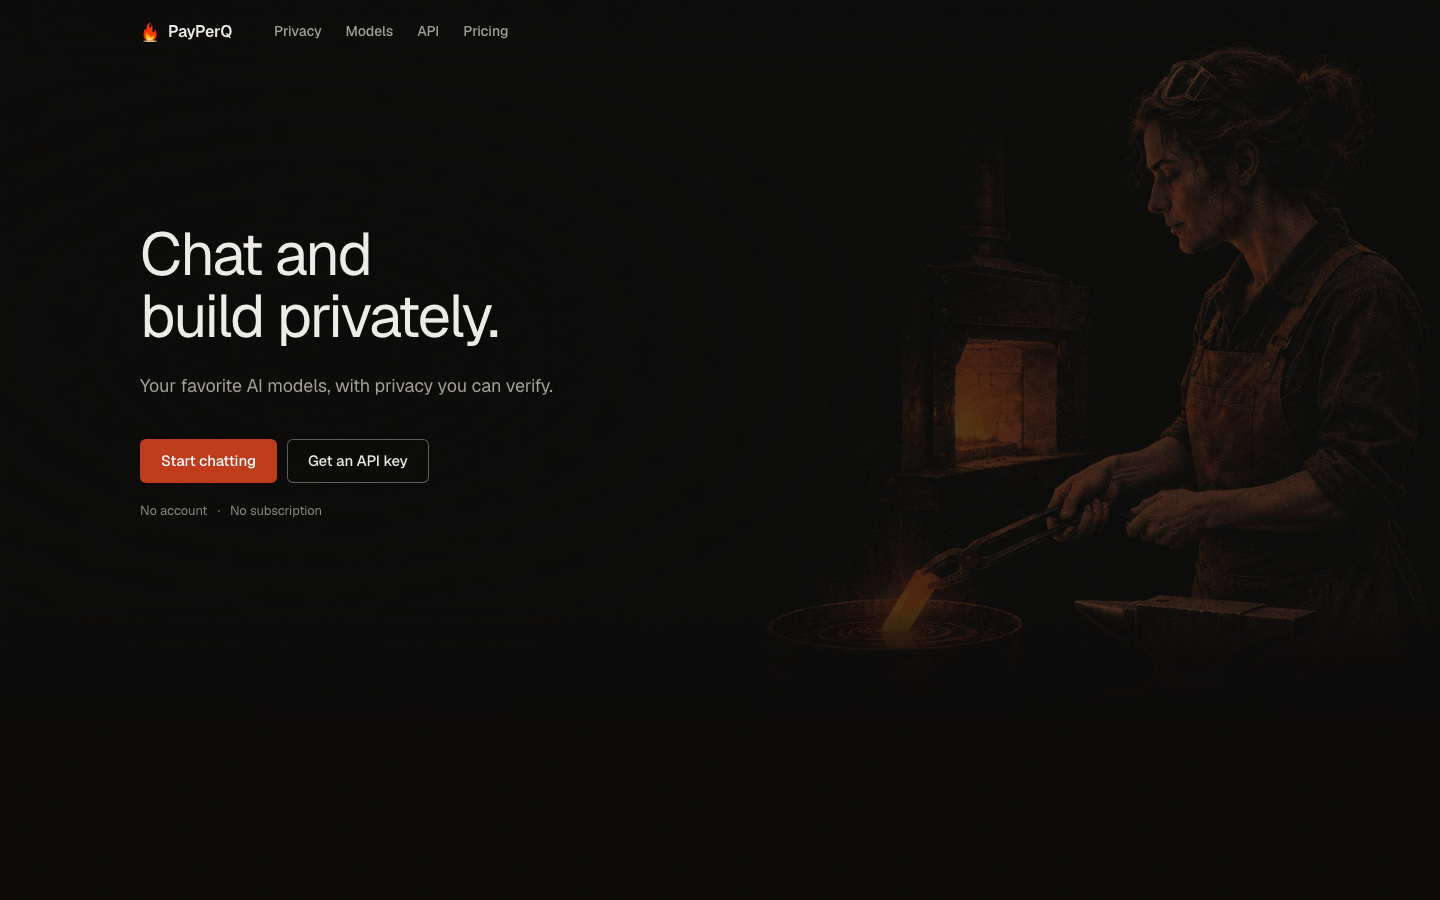 PayPerQ
Privacy
Models
API
Pricing
Chat and
build privately.
Your favorite AI models, with privacy you can verify.
Start chatting
Get an API key
No account · No subscription